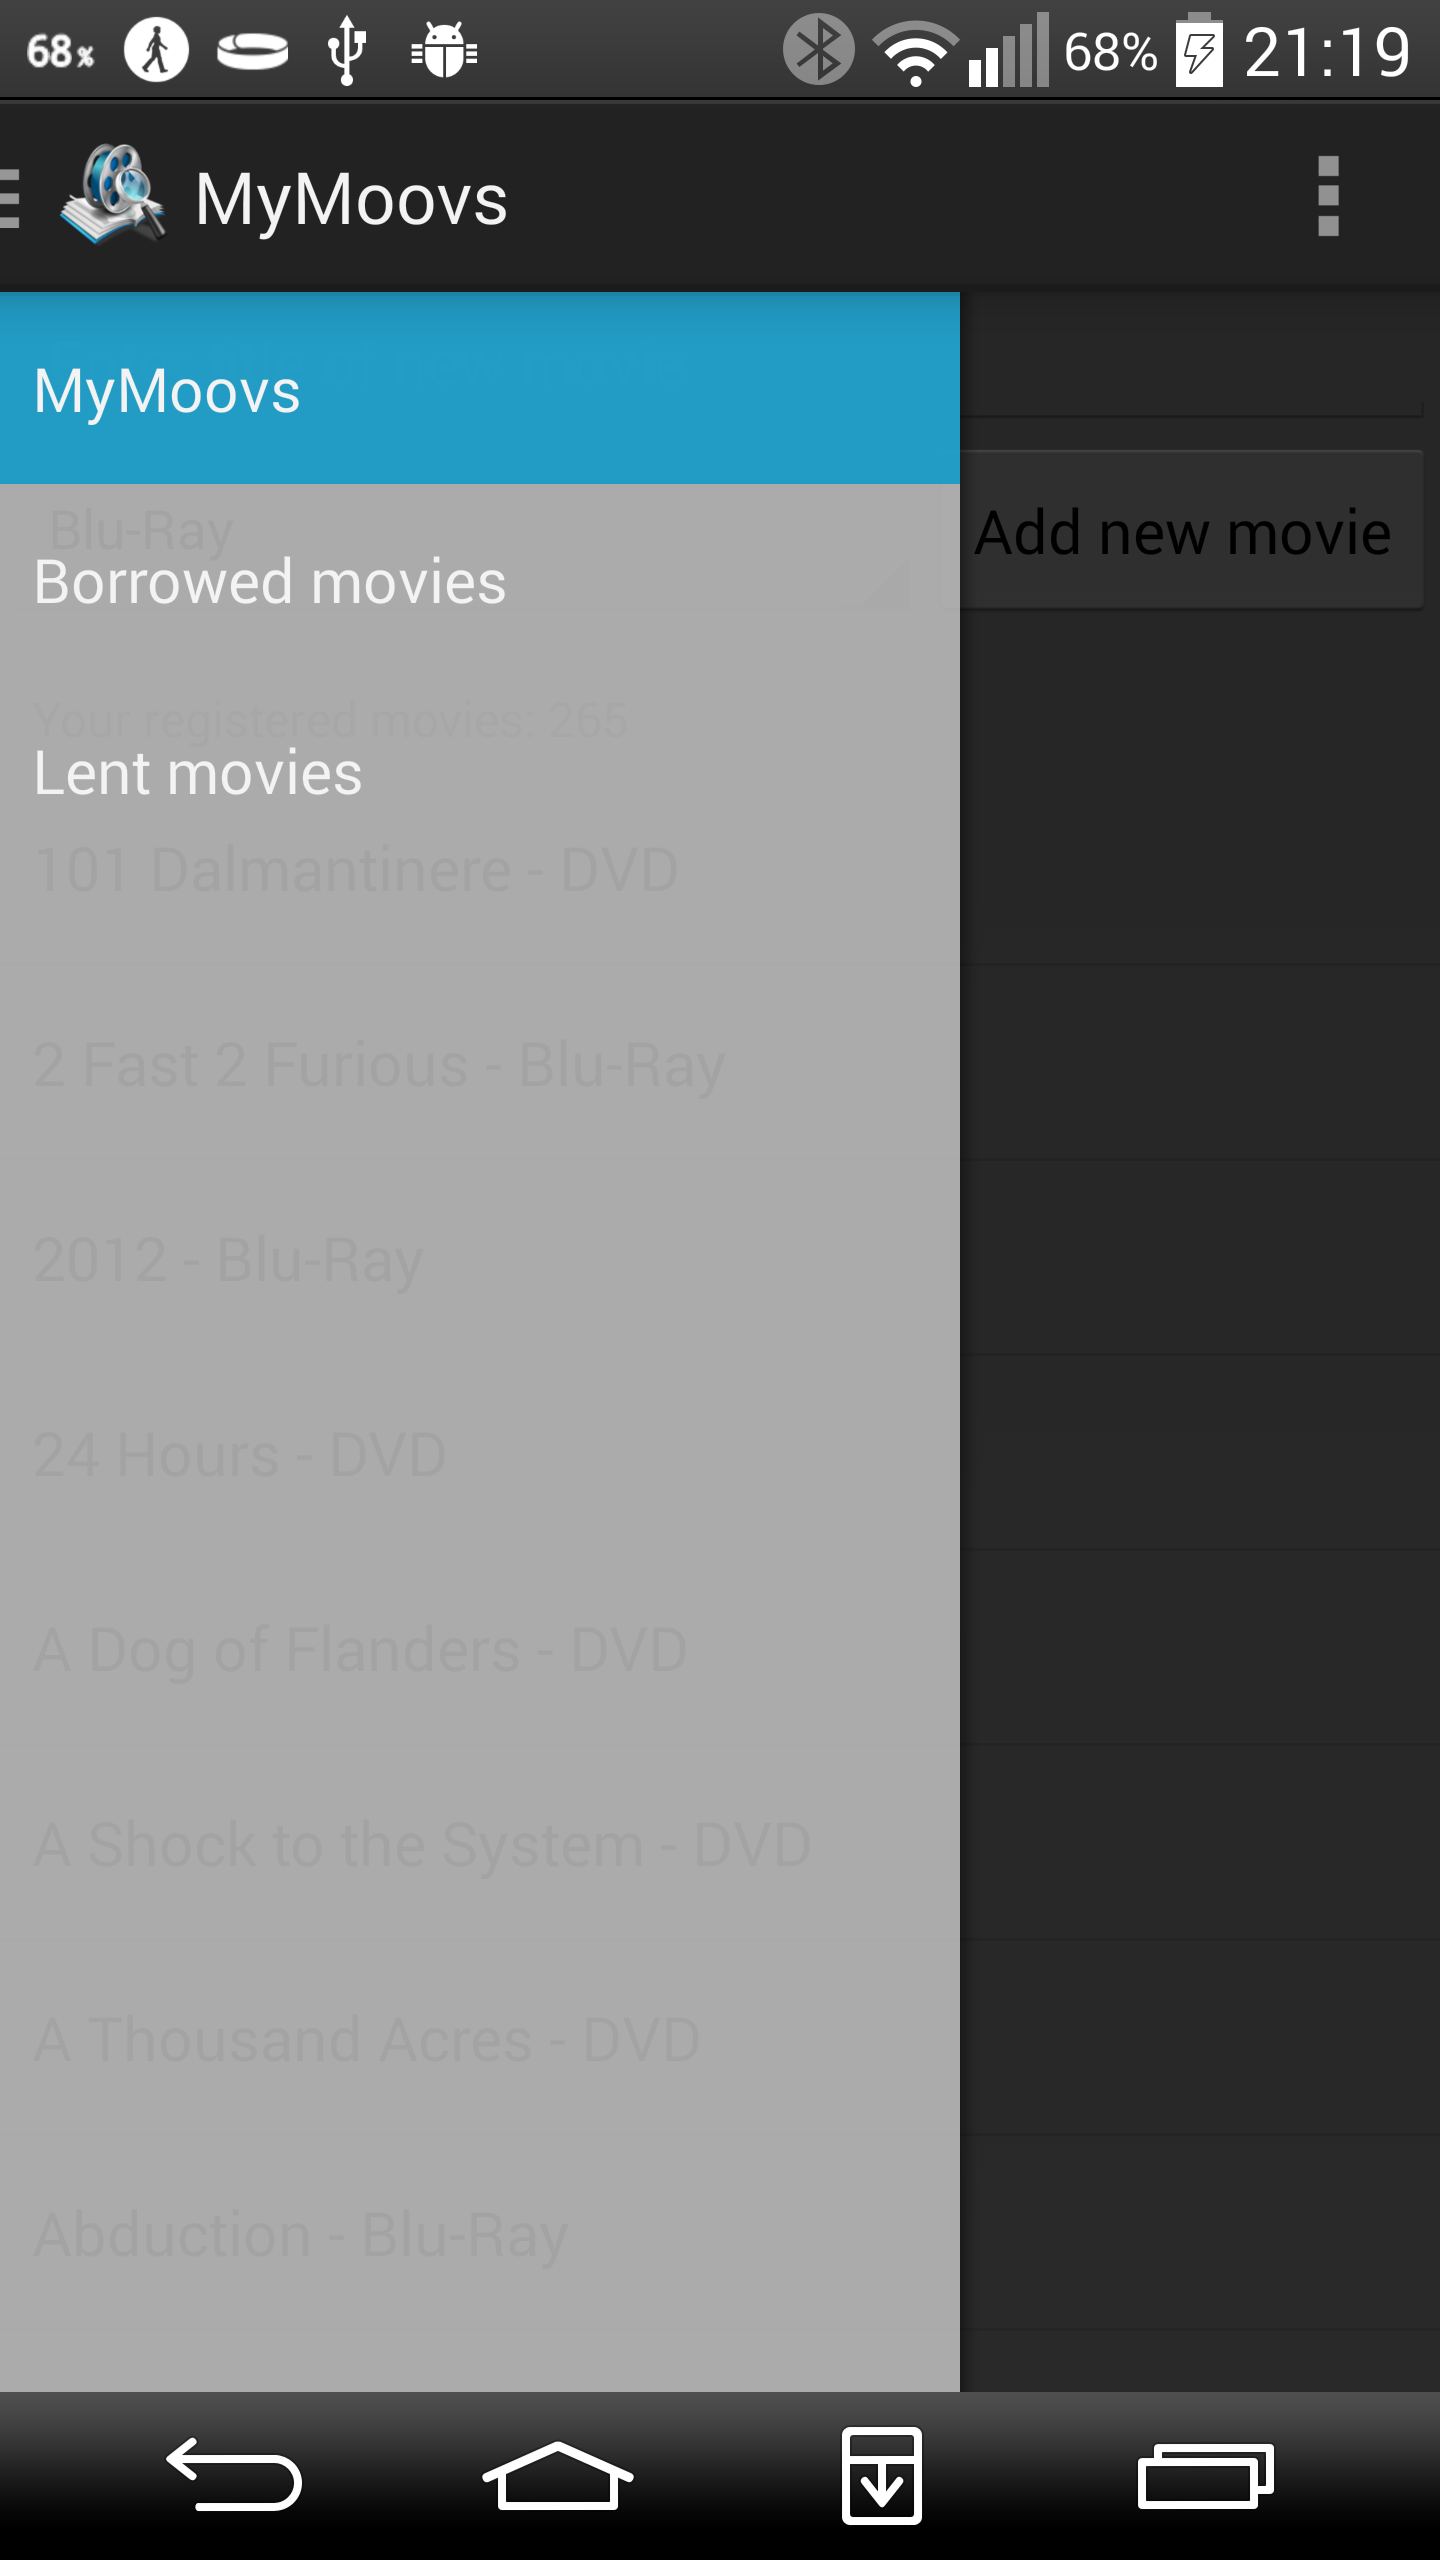 68%
68% 21:19
MyMoovs
MyMoovs
Blu-Ray
Add new movie
Borrowed movies
Your registered movies: 265
Lent movies
101 Dalmantinere - DVD
2 Fast 2 Furious - Blu-Ray
2012 - Blu-Ray
24 Hours - DVD
A Dog of Flanders - DVD
A Shock to the System - DVD
A Thousand Acres - DVD
Abduction - Blu-Ray